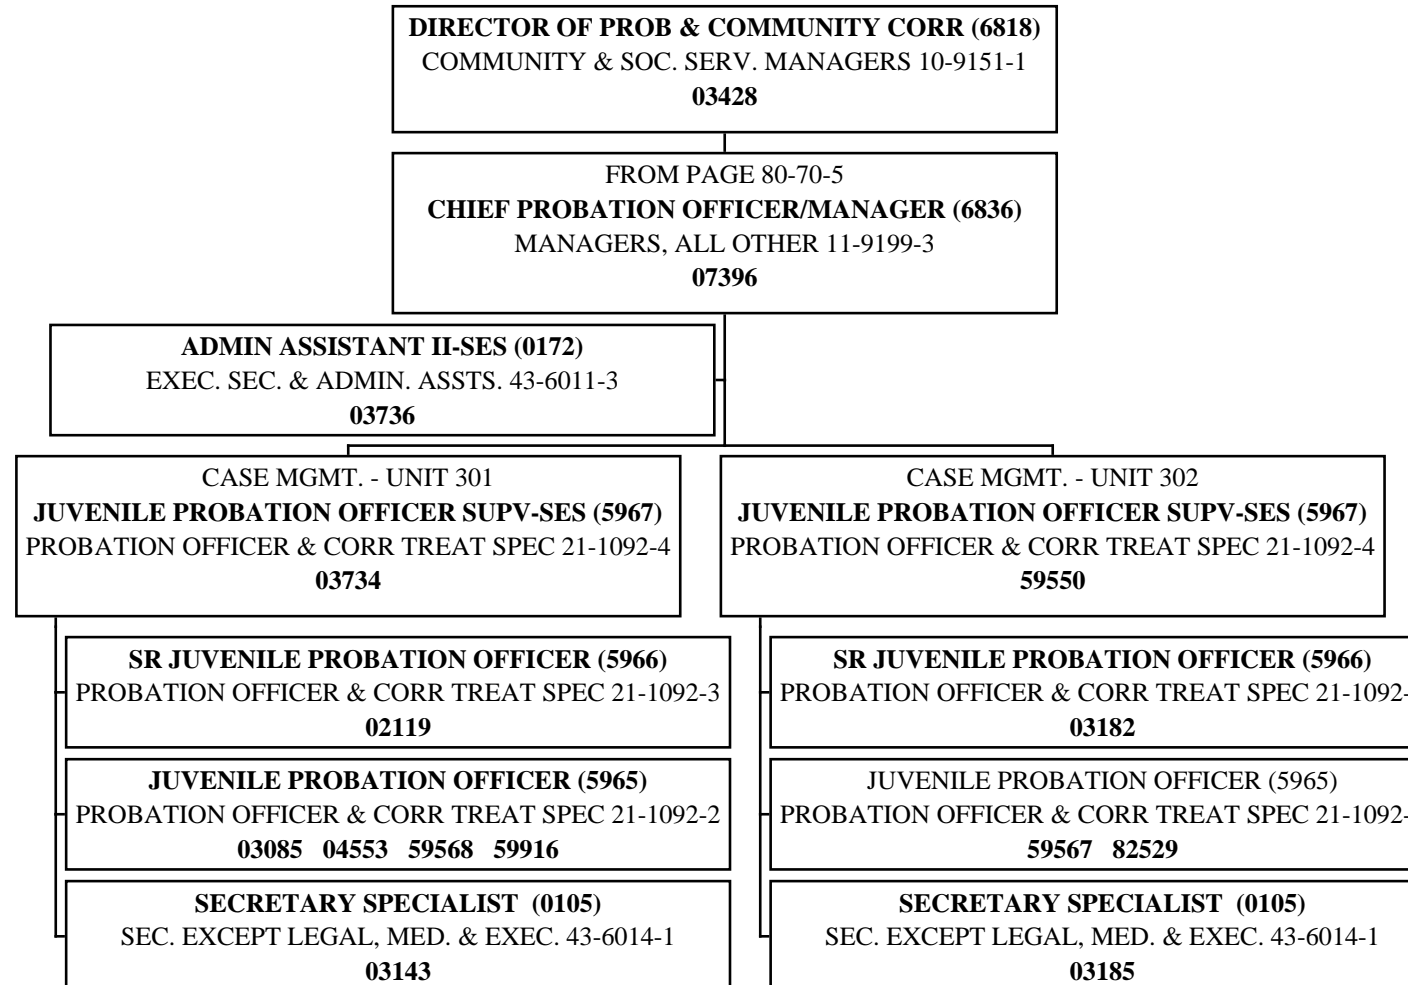 DIRECTOR OF PROB & COMMUNITY CORR (6818)
COMMUNITY & SOC. SERV. MANAGERS 10-9151-1
03428
FROM PAGE 80-70-5
CHIEF PROBATION OFFICER/MANAGER (6836)
MANAGERS, ALL OTHER 11-9199-3
07396
ADMIN ASSISTANT II-SES (0172)
EXEC. SEC. & ADMIN. ASSTS. 43-6011-3
03736
CASE MGMT. - UNIT 301
JUVENILE PROBATION OFFICER SUPV-SES (5967)
PROBATION OFFICER & CORR TREAT SPEC 21-1092-4
03734
SR JUVENILE PROBATION OFFICER (5966)
PROBATION OFFICER & CORR TREAT SPEC 21-1092-3
02119
JUVENILE PROBATION OFFICER (5965)
PROBATION OFFICER & CORR TREAT SPEC 21-1092-2
03085 04553 59568 59916
SECRETARY SPECIALIST (0105)
SEC. EXCEPT LEGAL, MED. & EXEC. 43-6014-1
03143
CASE MGMT. - UNIT 302
JUVENILE PROBATION OFFICER SUPV-SES (5967)
PROBATION OFFICER & CORR TREAT SPEC 21-1092-4
59550
SR JUVENILE PROBATION OFFICER (5966)
PROBATION OFFICER & CORR TREAT SPEC 21-1092-
03182
JUVENILE PROBATION OFFICER (5965)
PROBATION OFFICER & CORR TREAT SPEC 21-1092-
59567 82529
SECRETARY SPECIALIST (0105)
SEC. EXCEPT LEGAL, MED. & EXEC. 43-6014-1
03185